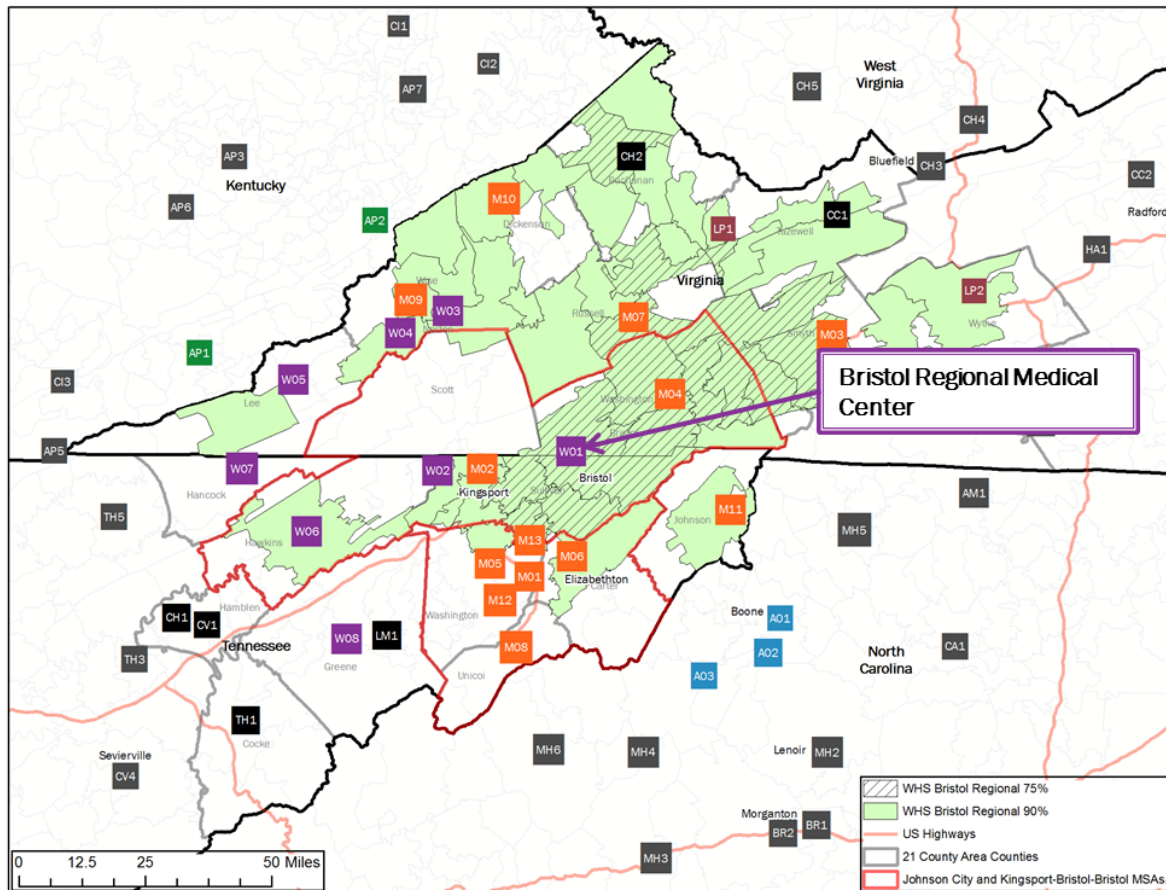 CI1
CI2
West
Virginia
AP7
CH5
CH4
CH2
Buchanan
Bluefield
CH3
AP3
Kentucky
CC2
AP6
M10
Radford
AP2
Dickenson
CC1
LP1
Tazewell
HA1
Virginia
Wise
LP2
M09
W03
M07
Russell
Wythe
W04
Smyth
M03
AP1
W05
CI3
Scott
Lee
Washington
M04
Bristol Regional Medical
Center
AP5
W01
W07
W02
M02
Bristol
Hancock
Kingsport
Sullivan
AM1
TH5
M11
Johnson
MH5
W06
Hawkins
M13
M05
M06
M01
Elizabethton
Carter
M12
Hamblen
CH1
CV1
Washington
Boone
A01
Tennessee
W08
LM1
M08
A02
North
Carolina
CA1
TH3
Greene
Unicoi
A03
TH1
Cocke
Sevierville
CV4
MH6
MH4
Lenoir
MH2
Morganton
BR2
BR1
MH3
WHS Bristol Regional 75%
WHS Bristol Regional 90%
US Highways
21 County Area Counties
Johnson City and Kingsport-Bristol-Bristol MSAs
0 12.5 25 50 Miles